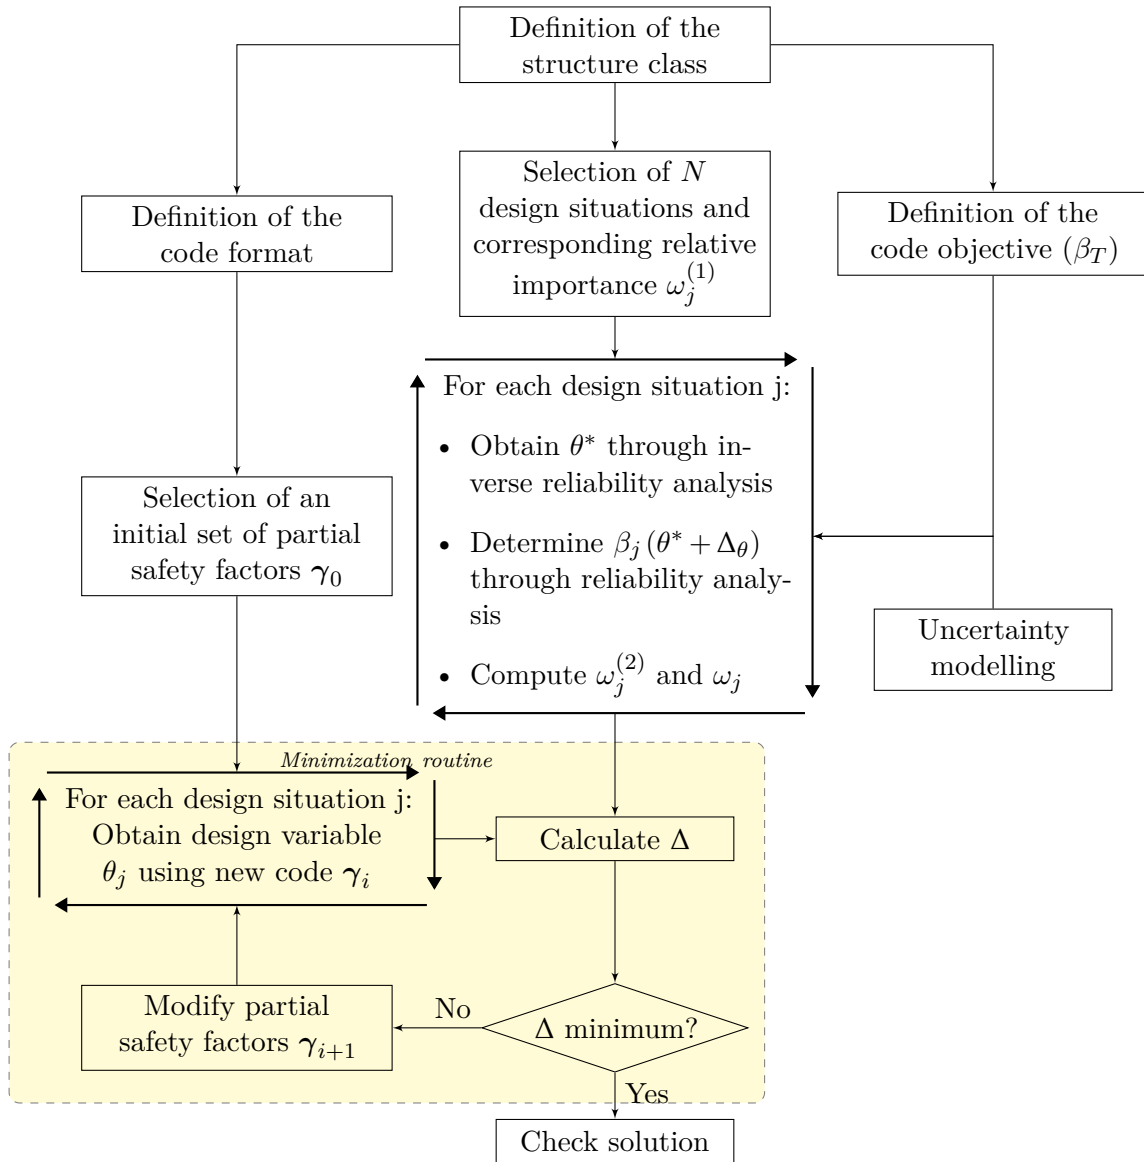 Definition of the
structure class
Selection of N
design situations and
corresponding relative
importance ω_j^{(1)}
Definition of the
code format
Definition of the
code objective (β_T)
For each design situation j:
• Obtain θ* through in-
verse reliability analysis
• Determine β_j (θ* + Δ_θ)
through reliability analy-
sis
• Compute ω_j^{(2)} and ω_j
Selection of an
initial set of partial
safety factors γ_0
Uncertainty
modelling
Minimization routine
For each design situation j:
Obtain design variable
θ_j using new code γ_i
Calculate Δ
Modify partial
safety factors γ_{i+1}
No
Δ minimum?
Yes
Check solution